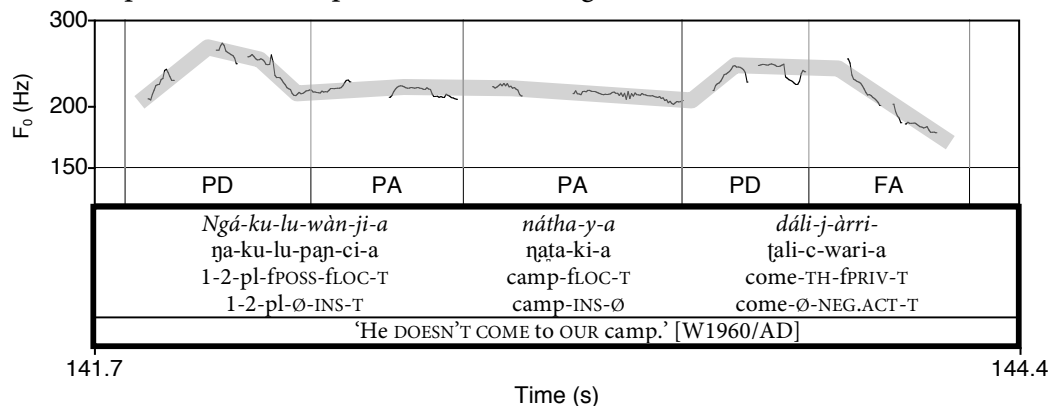 300
200
150
F₀ (Hz)
PD PA PA PD FA
Ngá-ku-lu-wàn-ji-a nátha-y-a dáli-j-àrri-
ŋa-ku-lu-paɲ-ci-a ŋa̪ta-ki-a ʈali-c-wari-a
1-2-pl-fPOSS-fLOC-T camp-fLOC-T come-TH-fPRIV-T
1-2-pl-Ø-INS-T camp-INS-Ø come-Ø-NEG.ACT-T
‘He DOESN’T COME to OUR camp.’ [W1960/AD]
141.7 144.4
Time (s)